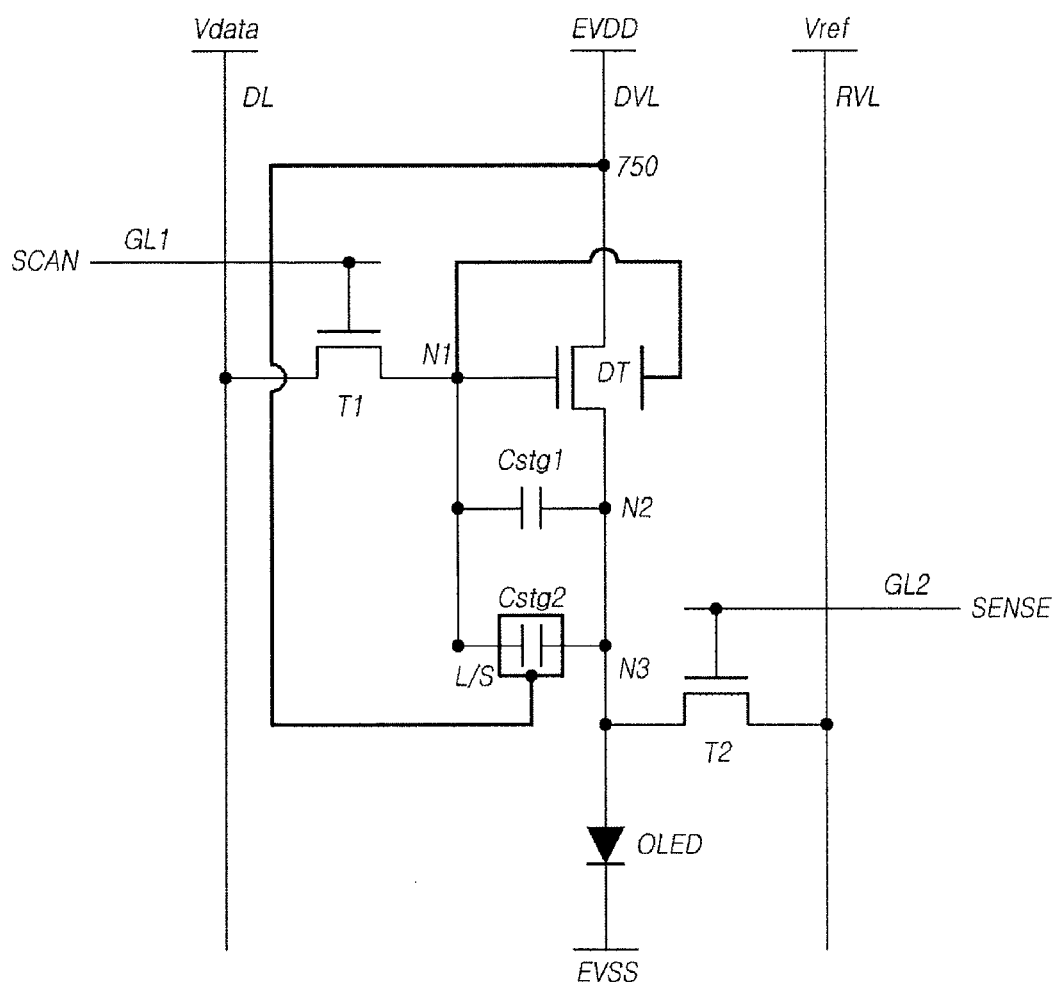 Vdata
EVDD
Vref
DL
DVL
RVL
750
GL1
SCAN
N1
DT
T1
Cstg1
N2
GL2
Cstg2
SENSE
L/S
N3
T2
OLED
EVSS